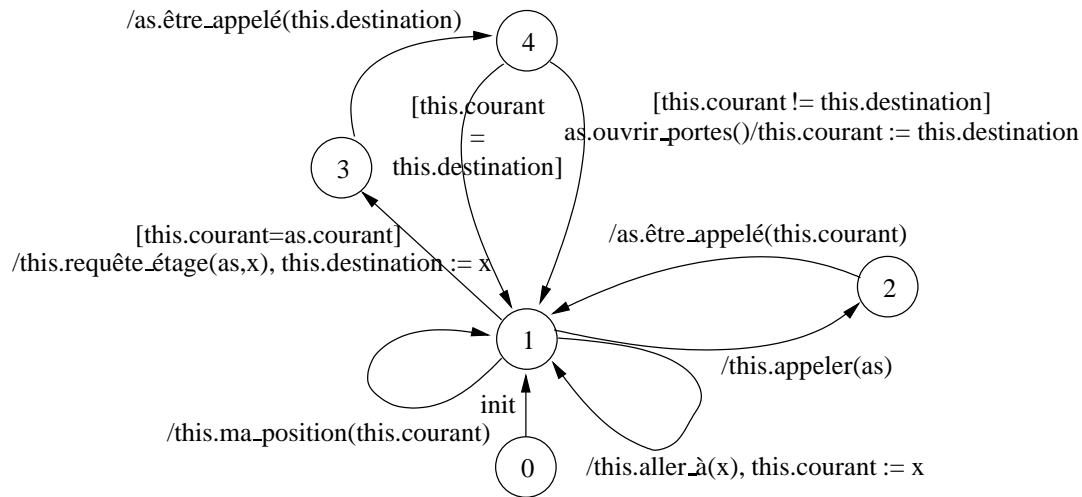 /as.être_appelé(this.destination)
4
[this.courant
=
this.destination]
[this.courant != this.destination]
as.ouvrir_portes()/this.courant := this.destination
3
[this.courant=as.courant]
/this.requête_étage(as,x), this.destination := x
/as.être_appelé(this.courant)
2
1
/this.appeler(as)
init
/this.ma_position(this.courant)
0
/this.aller_à(x), this.courant := x